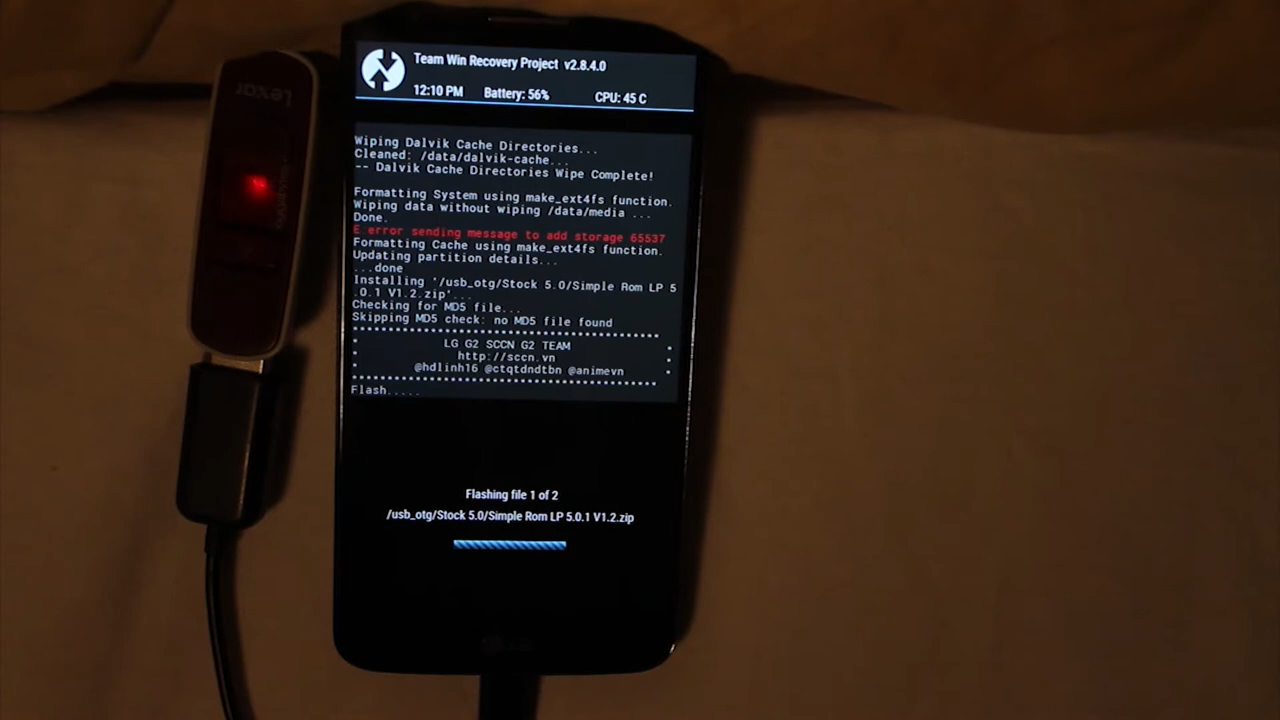 Lexar
Team Win Recovery Project v2.8.4.0
12:10 PM Battery: 56% CPU: 45 C
Wiping Dalvik Cache Directories...
Cleaned: /data/dalvik-cache...
-- Dalvik Cache Directories Wipe Complete!
Formatting System using make_ext4fs function.
Wiping data without wiping /data/media ...
Done.
E:error sending message to add storage 65537
Formatting Cache using make_ext4fs function.
Updating partition details...
...done
Installing '/usb_otg/Stock 5.0/Simple Rom LP 5
.0.1 V1.2.zip'...
Checking for MD5 file...
Skipping MD5 check: no MD5 file found
LG G2 SCCN G2 TEAM
http://sccn.vn
@hdlinh16 @ctqtdndtbn @animevn
Flash.....
Flashing file 1 of 2
/usb_otg/Stock 5.0/Simple Rom LP 5.0.1 V1.2.zip
LG